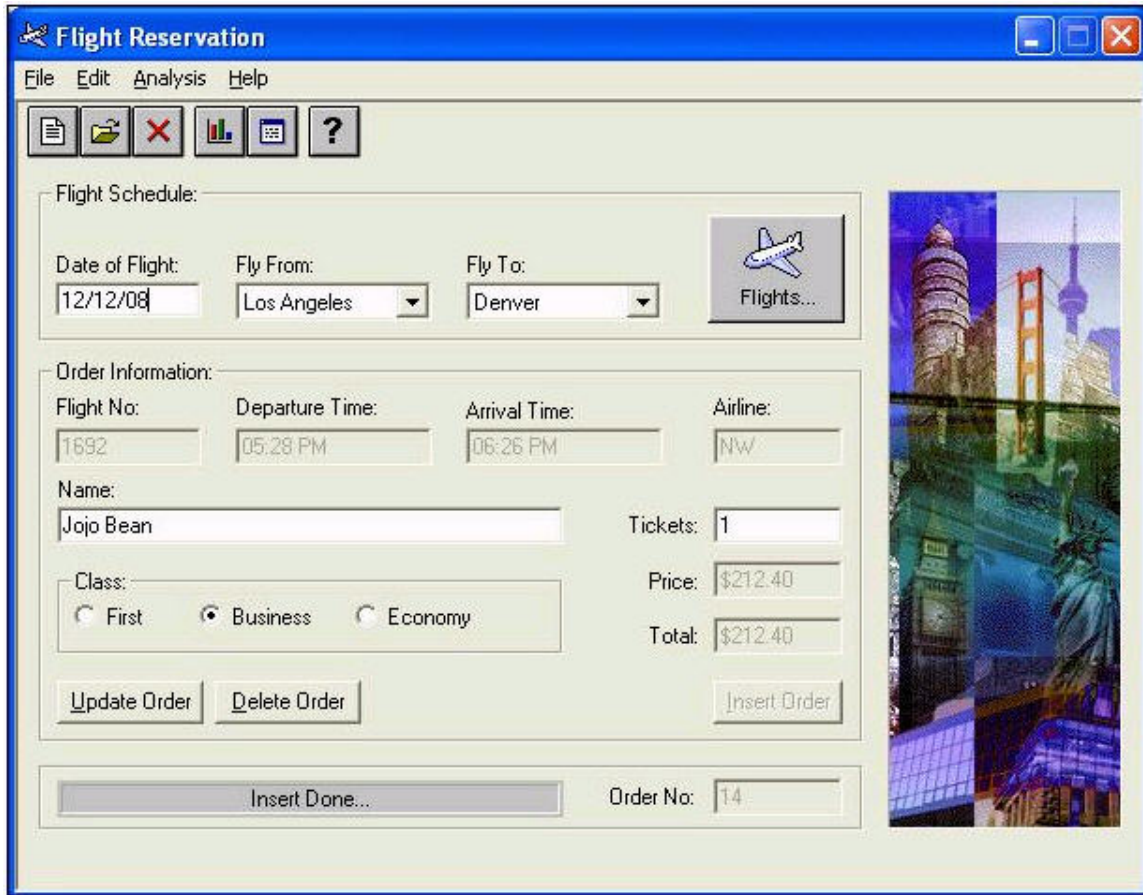 Flight Reservation
File Edit Analysis Help
?
Flight Schedule:
Date of Flight: Fly From: Fly To:
12/12/08 Los Angeles Denver
Flights...
Order Information:
Flight No: Departure Time: Arrival Time: Airline:
1692 05:28 PM 06:26 PM NW
Name:
Jojo Bean Tickets: 1
Class: Price: $212.40
First Business Economy
Total: $212.40
Update Order Delete Order Insert Order
Insert Done... Order No: 14